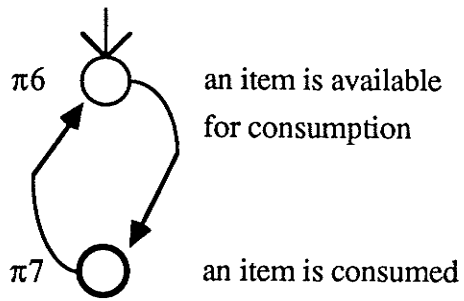 π6 an item is available
for consumption
π7 an item is consumed